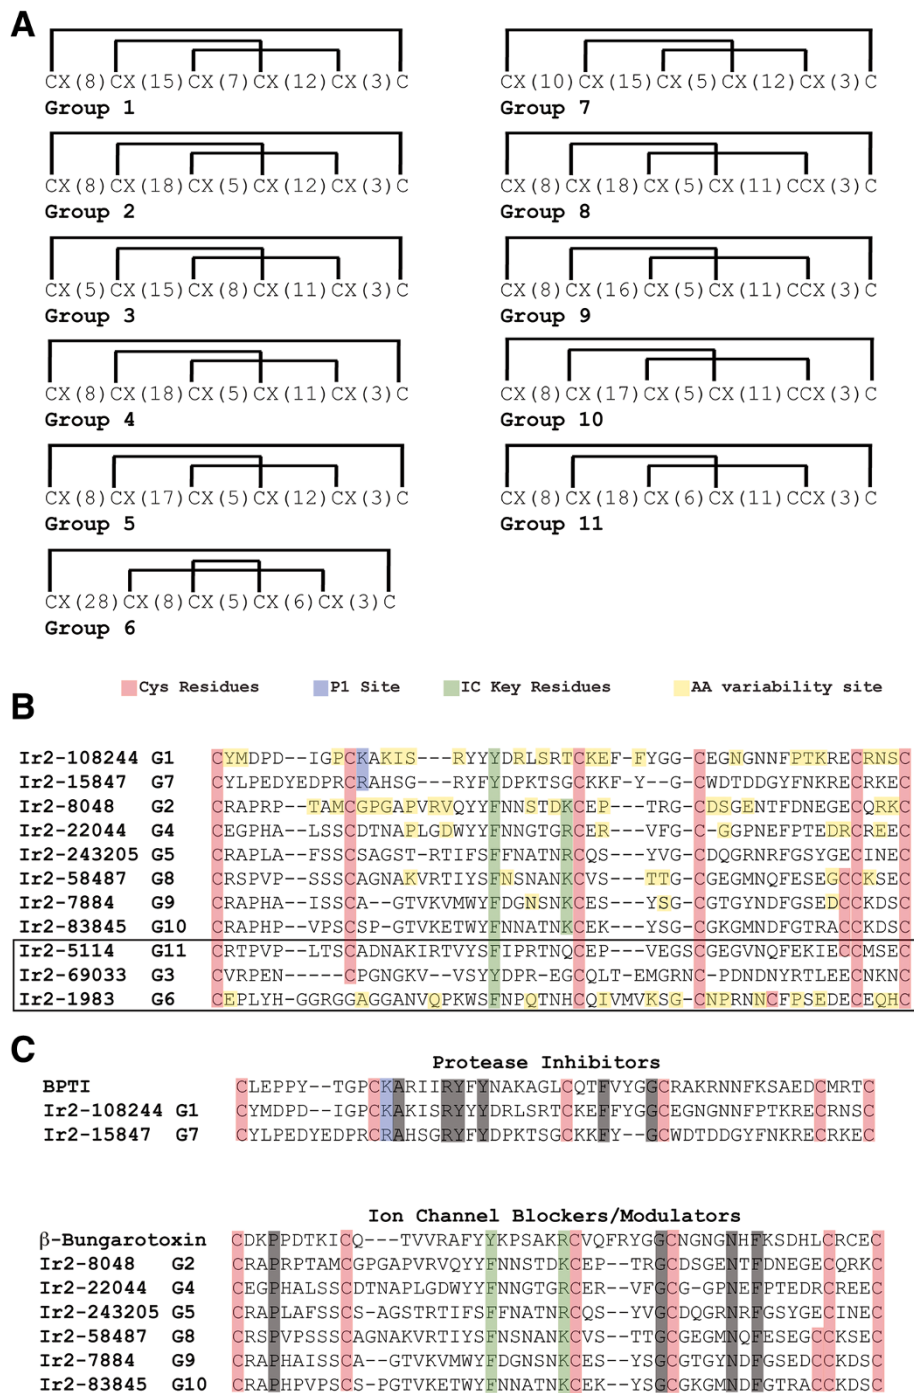 A
CX(8)CX(15)CX(7)CX(12)CX(3)C
Group 1
CX(8)CX(18)CX(5)CX(12)CX(3)C
Group 2
CX(5)CX(15)CX(8)CX(11)CX(3)C
Group 3
CX(8)CX(18)CX(5)CX(11)CX(3)C
Group 4
CX(8)CX(17)CX(5)CX(12)CX(3)C
Group 5
CX(28)CX(8)CX(5)CX(6)CX(3)C
Group 6
CX(10)CX(15)CX(5)CX(12)CCX(3)C
Group 7
CX(8)CX(18)CX(5)CX(11)CCX(3)C
Group 8
CX(8)CX(16)CX(5)CX(11)CCX(3)C
Group 9
CX(8)CX(17)CX(5)CX(11)CCX(3)C
Group 10
CX(8)CX(18)CX(6)CX(11)CCX(3)C
Group 11
Cys Residues P1 Site IC Key Residues AA variability site
B
Ir2-108244 G1 CYMDPD--IGPCKAKIS---RYYYDRLSRTCKEF-FYGG-CEGNGNNFPTKRECRNSC
Ir2-15847 G7 CYLPEDYEDPRCRAHSG---RYFYDPKTSGCKKF-Y--G-CWDTDDGYFNKRECRKEC
Ir2-8048 G2 CRAPRP--TAMCGPGAPVRVQYYFNNSTDKCEP---TRG-CDSGENTFDNEGECQRKC
Ir2-22044 G4 CEGPHA--LSSCDTNAPLGDWYYFNNGTGRCER---VFG-C-GGPNEFPTEDRCREEC
Ir2-243205 G5 CRAPLA--FSSCSAGST-RTIFSFFNATNRCQS---YVG-CDQGRNRFGSYGECINEC
Ir2-58487 G8 CRSPVP--SSSCAGNAKVRTIYSFNSNANKCVS---TTG-CGEGMNQFESEGCCKSEC
Ir2-7884 G9 CRAPHA--ISSCA--GTVKVMWYFDGNSNKCES---YSG-CGTGYNDFGSEDCCKDSC
Ir2-83845 G10 CRAPHP--VPSCS-PGTVKETWYFNNATNKCEK---YSG-CGKGMNDFGTRACCKDSC
Ir2-5114 G11 CRTPVP--LTSCADNAKIRTVYSFIPRTNQCEP---VEGSCGEGVNQFEKIECCMSEC
Ir2-69033 G3 CVRPEN-----CPGNGKV--VSYYDPR-EGCQLT-EMGRNC-PDNDNYRTLEECNKNC
Ir2-1983 G6 CEPLYH-GGRGGAGGANVQPKWSFNPQTNHCQIVMVKSG-CNPRNNCFPSEDECEQHC
C
Protease Inhibitors
BPTI CLEPPY--TGPCKARIIRYFYNAKAGLCQTFVYGGCRAKRNNFKSAEDCMRTC
Ir2-108244 G1 CYMDPD--IGPCKAKISRYYYDRLSRTCKEFFYGGCEGNGNNFPTKRECRNSC
Ir2-15847 G7 CYLPEDYEDPRCRAHSGRYFYDPKTSGCKKFY--GCWDTDDGYFNKRECRKEC
Ion Channel Blockers/Modulators
β-Bungarotoxin CDKPPDTKICQ---TVVRAFYYKPSAKRCVQFRYGGCNGNGNHFKSDHLCRCEC
Ir2-8048 G2 CRAPRPTAMCGPGAPVRVQYYFNNSTDKCEP--TRGCDSGENTFDNEGECQRKC
Ir2-22044 G4 CEGPHALSSCDTNAPLGDWYYFNNGTGRCER--VFGCG-GPNEFPTEDRCREEC
Ir2-243205 G5 CRAPLAFSSCS-AGSTRTIFSFFNATNRCQS--YVGCDQGRNRFGSYGECINEC
Ir2-58487 G8 CRSPVPSSSCAGNAKVRTIYSFNSNANKCVS--TTGCGEGMNQFESEGCCKSEC
Ir2-7884 G9 CRAPHAISSCA--GTVKVMWYFDGNSNKCES--YSGCGTGYNDFGSEDCCKDSC
Ir2-83845 G10 CRAPHPVPSCS-PGTVKETWYFNNATNKCEK--YSGCGKGMNDFGTRACCKDSC